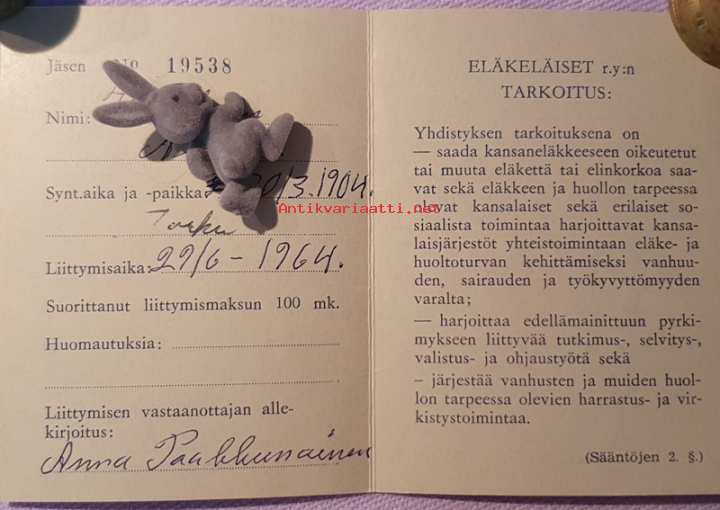 Jäsen No 19538
Nimi:
Synt.aika ja -paikka 20/3.1904.
Turku
Liittymisaika: 29/6 - 1964.
Suorittanut liittymismaksun 100 mk.
Huomautuksia:
Liittymisen vastaanottajan alle-
kirjoitus:
Anna Paakkunainen
ELÄKELÄISET r.y:n
TARKOITUS:
Yhdistyksen tarkoituksena on
— saada kansaneläkkeeseen oikeutetut
tai muuta eläkettä tai elinkorkoa saa-
vat sekä eläkkeen ja huollon tarpeessa
olevat kansalaiset sekä erilaiset so-
siaalista toimintaa harjoittavat kansa-
laisjärjestöt yhteistoimintaan eläke- ja
huoltoturvan kehittämiseksi vanhuu-
den, sairauden ja työkyvyttömyyden
varalta;
— harjoittaa edellämainittuun pyrki-
mykseen liittyvää tutkimus-, selvitys-,
valistus- ja ohjaustyötä sekä
— järjestää vanhusten ja muiden huol-
lon tarpeessa olevien harrastus- ja vir-
kistystoimintaa.
(Sääntöjen 2. §.)
Antikvariaatti.net